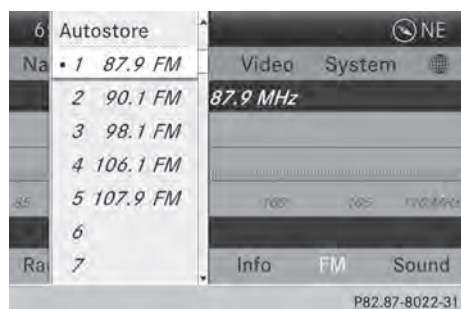 6 Autostore NE
Na • 1 87.9 FM Video System
2 90.1 FM 87.9 MHz
3 98.1 FM
4 106.1 FM
5 107.9 FM
6
Ra 7 Info FM Sound
P82.87-8022-31